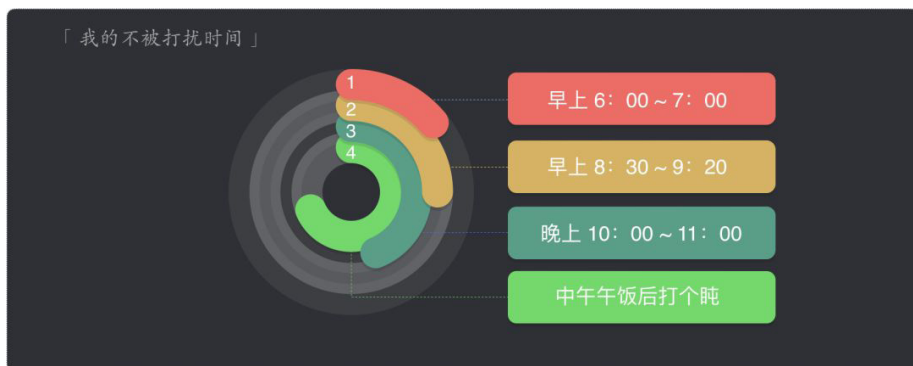 「 我的不被打扰时间 」
1
2
3
4
早上 6：00 ~ 7：00
早上 8：30 ~ 9：20
晚上 10：00 ~ 11：00
中午午饭后打个盹